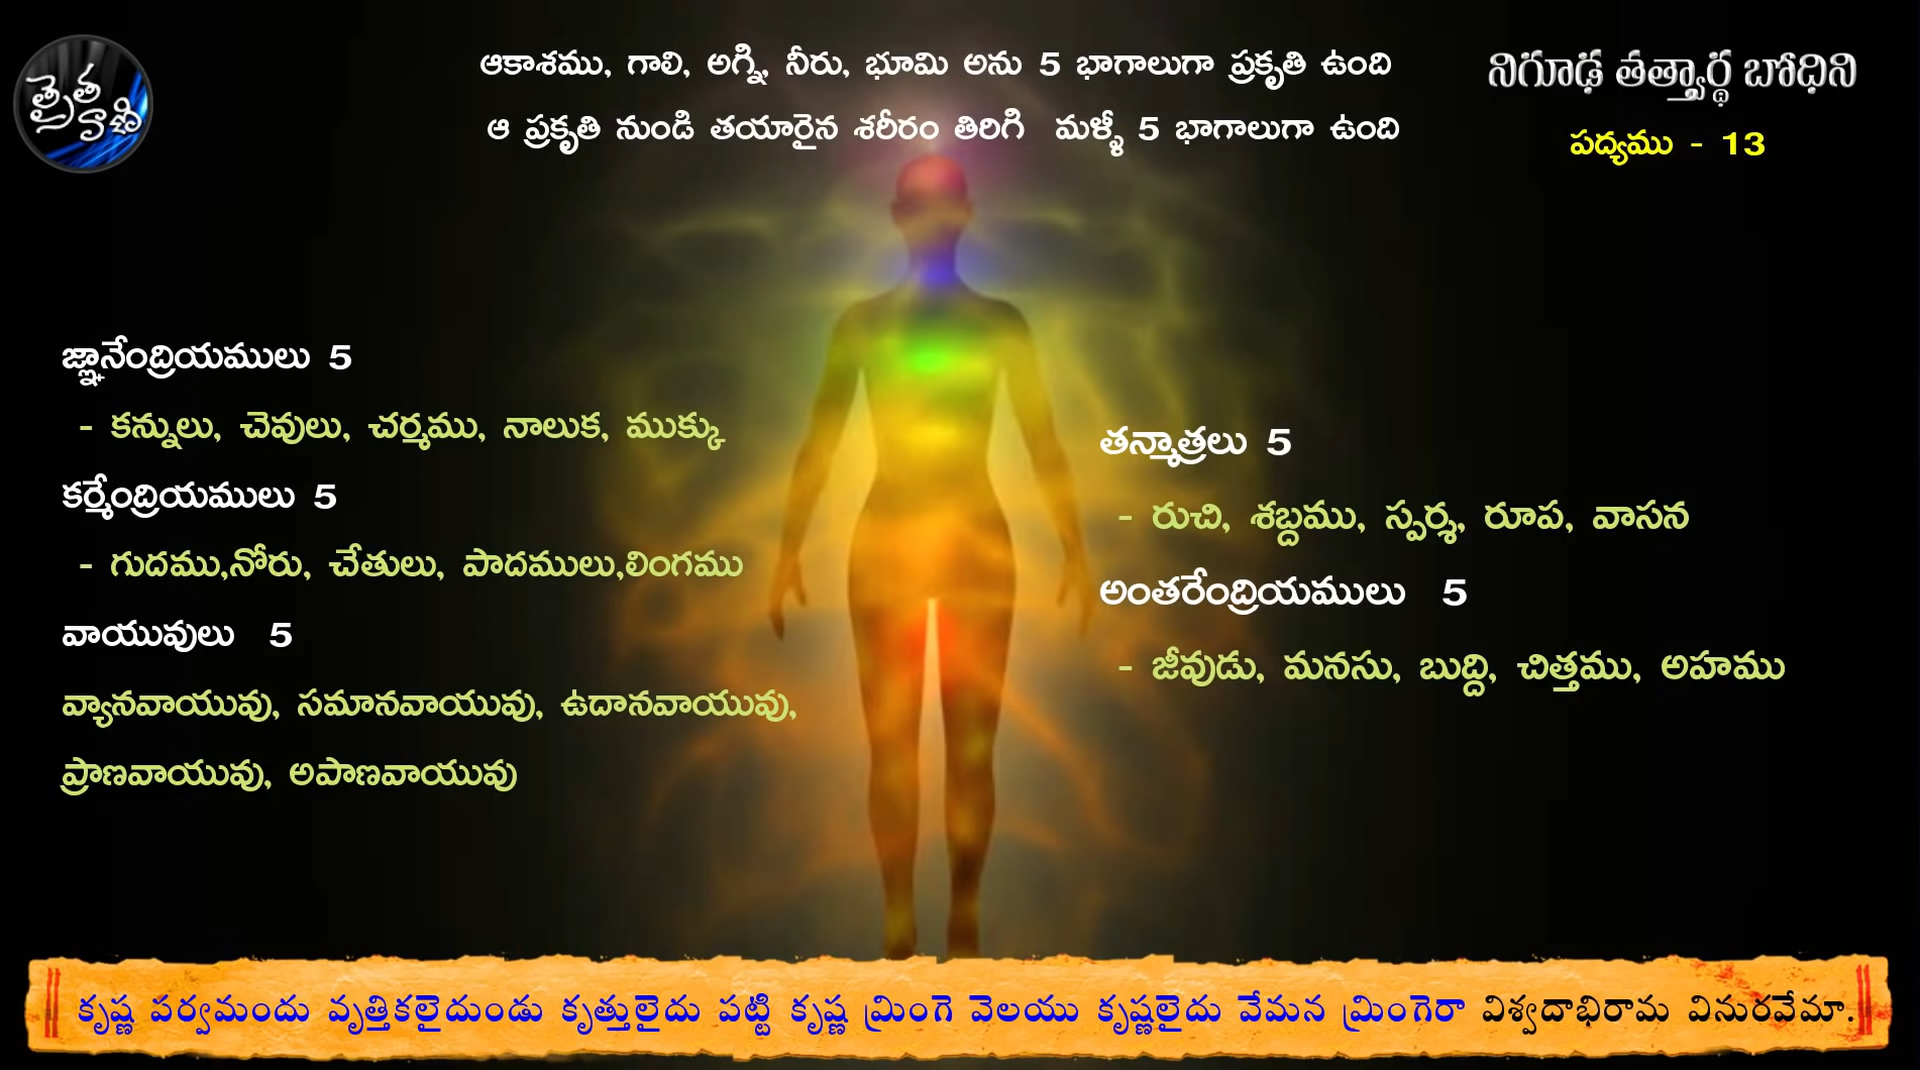 త్రైత
వాణి
ఆకాశము, గాలి, అగ్ని, నీరు, భూమి అను 5 భాగాలుగా ప్రకృతి ఉంది
ఆ ప్రకృతి నుండి తయారైన శరీరం తిరిగి మళ్ళీ 5 భాగాలుగా ఉంది
నిగూఢ తత్త్వార్థ బోధిని
పద్యము - 13
జ్ఞానేంద్రియములు 5
- కన్నులు, చెవులు, చర్మము, నాలుక, ముక్కు
కర్మేంద్రియములు 5
- గుదము,నోరు, చేతులు, పాదములు,లింగము
వాయువులు 5
వ్యానవాయువు, సమానవాయువు, ఉదానవాయువు,
ప్రాణవాయువు, అపాణవాయువు
తన్మాత్రలు 5
- రుచి, శబ్దము, స్పర్శ, రూప, వాసన
అంతరేంద్రియములు 5
- జీవుడు, మనసు, బుద్ది, చిత్తము, అహము
|| కృష్ణ పర్వమందు వృత్తికలైదుండు కృత్తులైదు పట్టి కృష్ణ మ్రింగె వెలయు కృష్ణలైదు వేమన మ్రింగెరా విశ్వదాభిరామ వినురవేమా.||